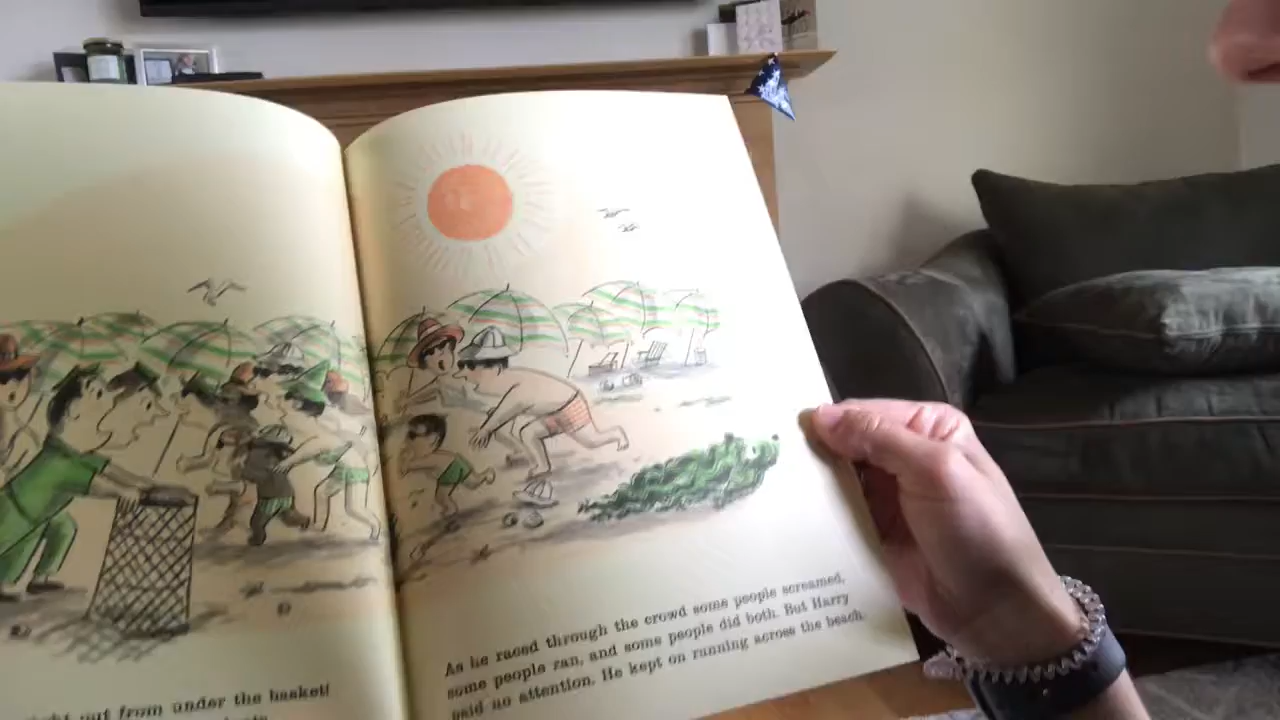 out from under the basket!
As he raced through the crowd some people screamed,
some people ran, and some people did both. But Harry
paid no attention. He kept on running across the beach.